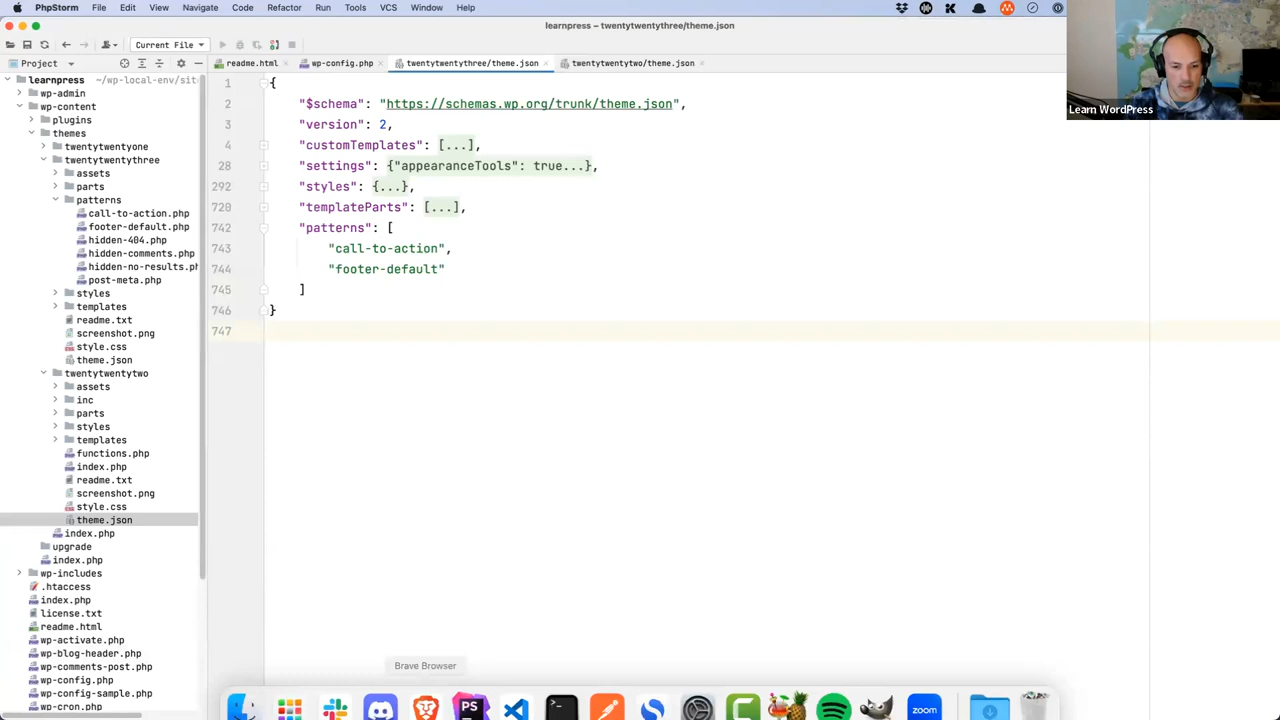 PhpStorm File Edit View Navigate Code Refactor Run Tools VCS Window Help
learnpress – twentytwentythree/theme.json
Current File
Project
readme.html
wp-config.php
twentytwentythree/theme.json
twentytwentytwo/theme.json
learnpress ~/wp-local-env/sit
wp-admin
wp-content
plugins
themes
twentytwentyone
twentytwentythree
assets
parts
patterns
call-to-action.php
footer-default.php
hidden-404.php
hidden-comments.php
hidden-no-results.ph
post-meta.php
styles
templates
readme.txt
screenshot.png
style.css
theme.json
twentytwentytwo
assets
inc
parts
styles
templates
functions.php
index.php
readme.txt
screenshot.png
style.css
theme.json
index.php
upgrade
index.php
wp-includes
.htaccess
index.php
license.txt
readme.html
wp-activate.php
wp-blog-header.php
wp-comments-post.php
wp-config.php
wp-config-sample.php
wp-cron.php
1 {
2 "$schema": "https://schemas.wp.org/trunk/theme.json",
3 "version": 2,
4 "customTemplates": [...],
28 "settings": {"appearanceTools": true...},
292 "styles": {...},
720 "templateParts": [...],
742 "patterns": [
743 "call-to-action",
744 "footer-default"
745 ]
746 }
747
Learn WordPress
Brave Browser
PS
zoom